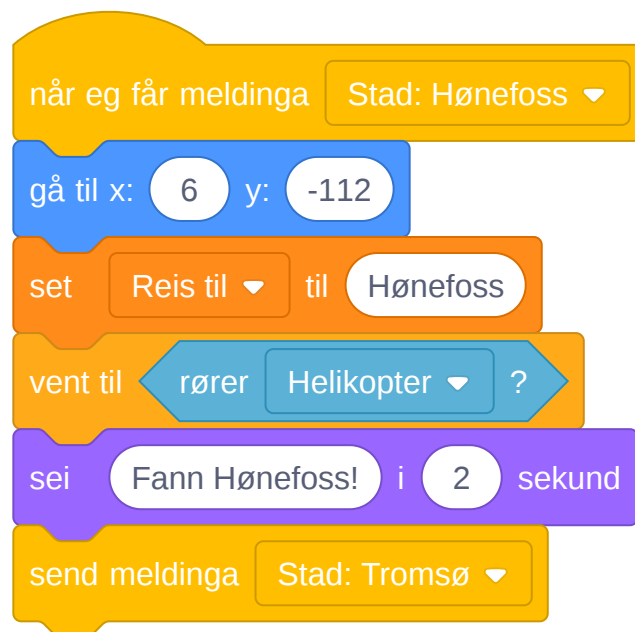 når eg får meldinga Stad: Hønefoss
gå til x: 6 y: -112
set Reis til til Hønefoss
vent til rører Helikopter ?
sei Fann Hønefoss! i 2 sekund
send meldinga Stad: Tromsø